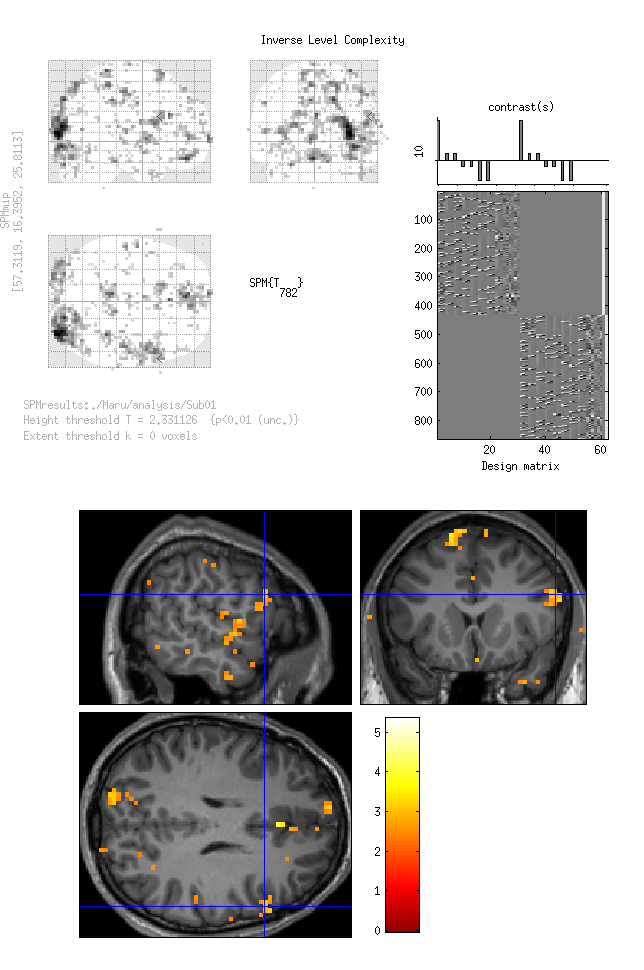 Inverse Level Complexity
contrast(s)
10
SPMmip
[57.3119, 16.3952, 25.8113]
SPM{T
782
}
100
200
300
400
500
600
700
800
20
40
60
Design matrix
SPMresults:./Maru/analysis/Sub01
Height threshold T = 2.331126 {p<0.01 (unc.)}
Extent threshold k = 0 voxels
5
4
3
2
1
0